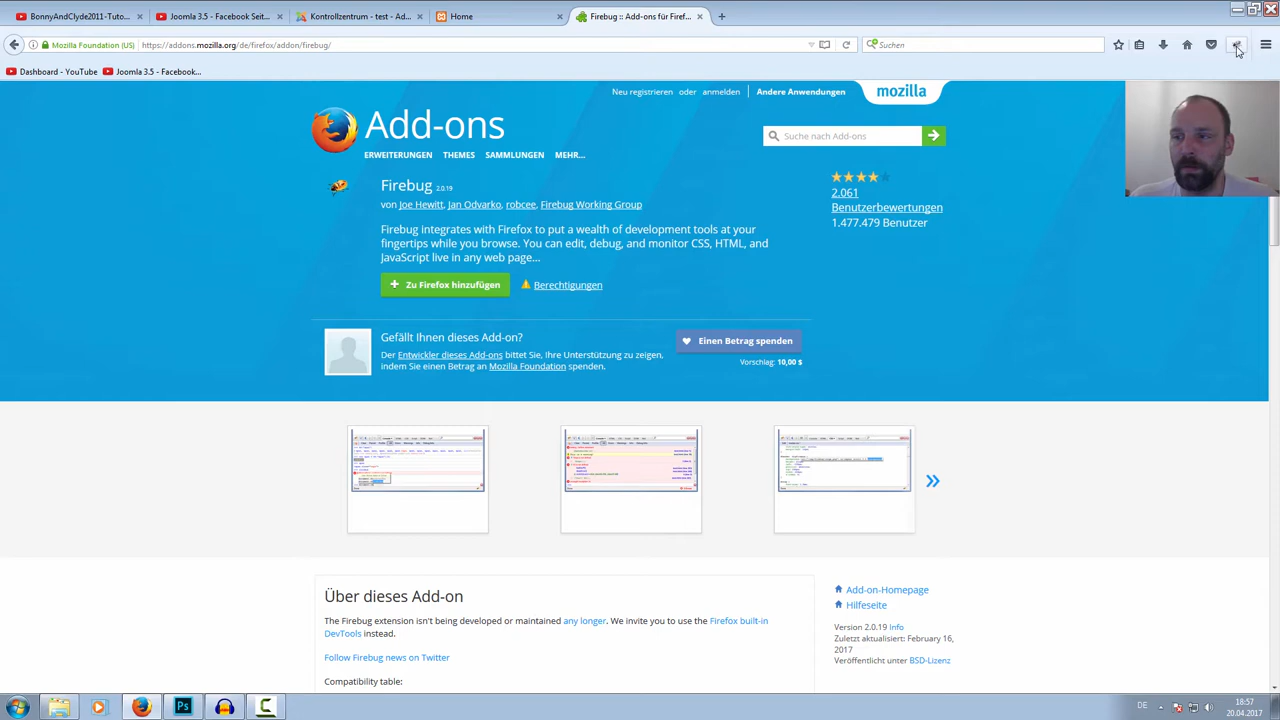 BonnyAndClyde2011-Tuto...
Joomla 3.5 - Facebook Seit...
Kontrollzentrum - test - Ad...
Home
Firebug :: Add-ons für Firef...
Mozilla Foundation (US)
https://addons.mozilla.org/de/firefox/addon/firebug/
Suchen
Dashboard - YouTube
Joomla 3.5 - Facebook...
Neu registrieren oder anmelden
Andere Anwendungen
mozilla
Add-ons
Suche nach Add-ons
ERWEITERUNGEN THEMES SAMMLUNGEN MEHR...
Firebug 2.0.19
von Joe Hewitt, Jan Odvarko, robcee, Firebug Working Group
2.061
Benutzerbewertungen
1.477.479 Benutzer
Firebug integrates with Firefox to put a wealth of development tools at your
fingertips while you browse. You can edit, debug, and monitor CSS, HTML, and
JavaScript live in any web page...
Zu Firefox hinzufügen
Berechtigungen
Gefällt Ihnen dieses Add-on?
Der Entwickler dieses Add-ons bittet Sie, Ihre Unterstützung zu zeigen,
indem Sie einen Betrag an Mozilla Foundation spenden.
Einen Betrag spenden
Vorschlag: 10,00 $
Über dieses Add-on
The Firebug extension isn't being developed or maintained any longer. We invite you to use the Firefox built-in
DevTools instead.
Follow Firebug news on Twitter
Compatibility table:
Add-on-Homepage
Hilfeseite
Version 2.0.19 Info
Zuletzt aktualisiert: February 16,
2017
Veröffentlicht unter BSD-Lizenz
Ps
DE
18:57
20.04.2017